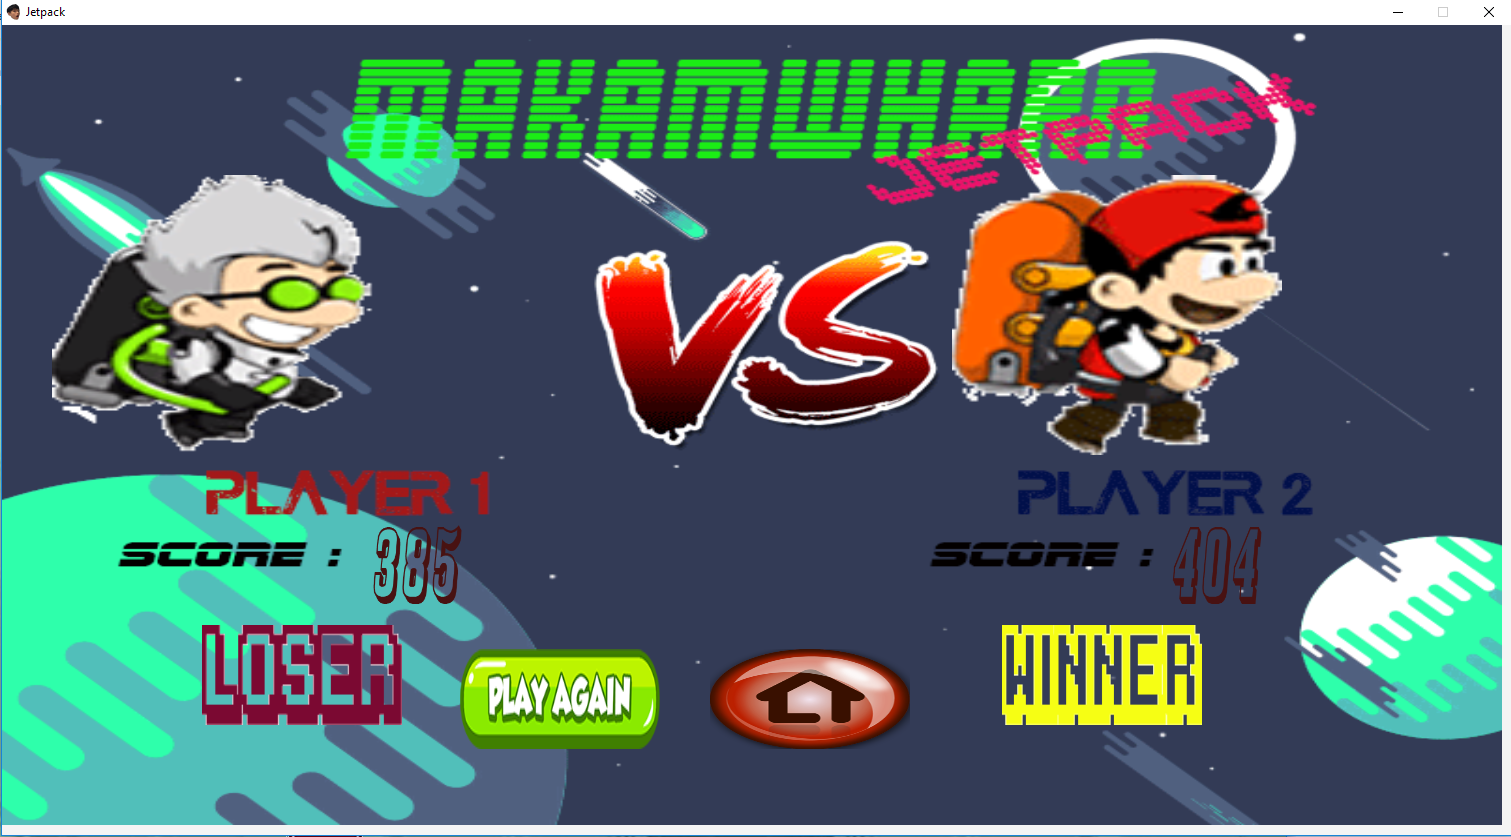 Jetpack
MAKAMWHARN
JETPACK
VS
PLAYER 1
PLAYER 2
SCORE : 385
SCORE : 404
LOSER
PLAY AGAIN
WINNER